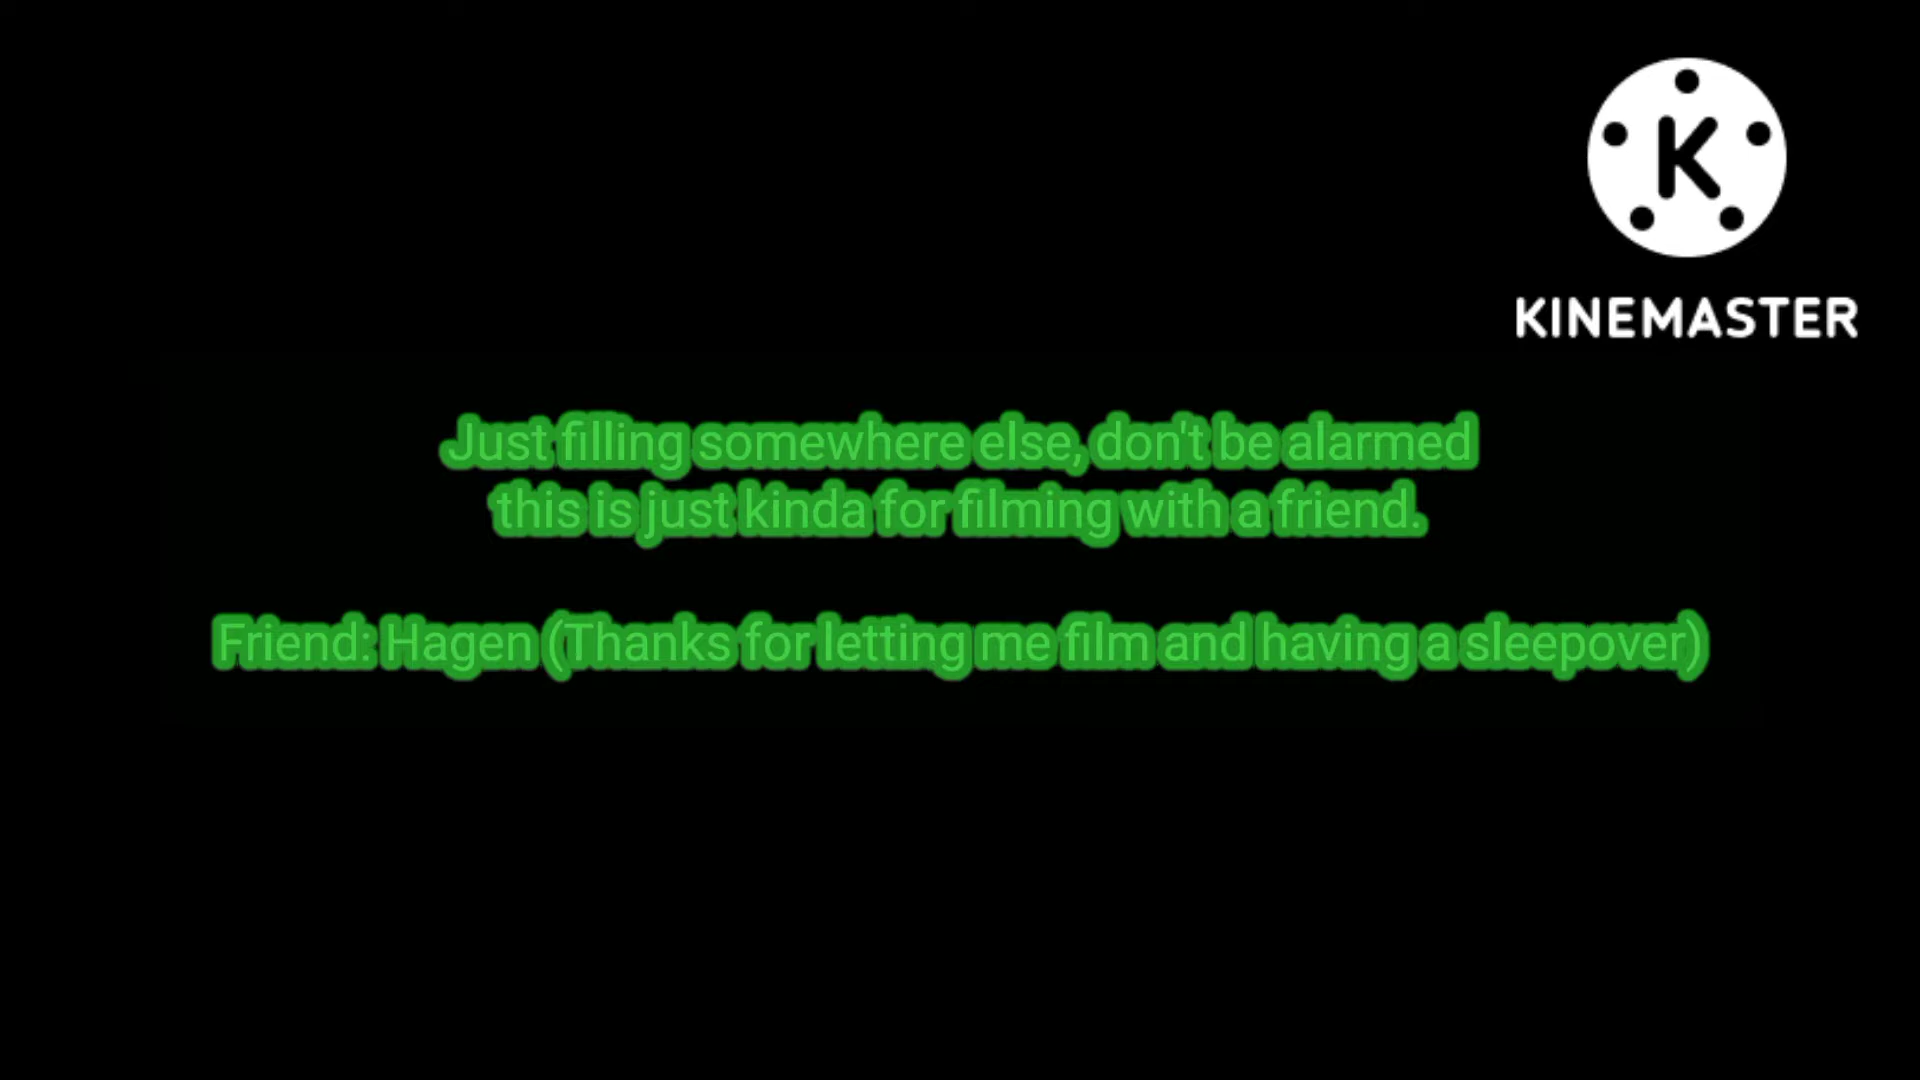 K
KINEMASTER
Just filling somewhere else, don't be alarmed
this is just kinda for filming with a friend.
Friend: Hagen (Thanks for letting me film and having a sleepover)